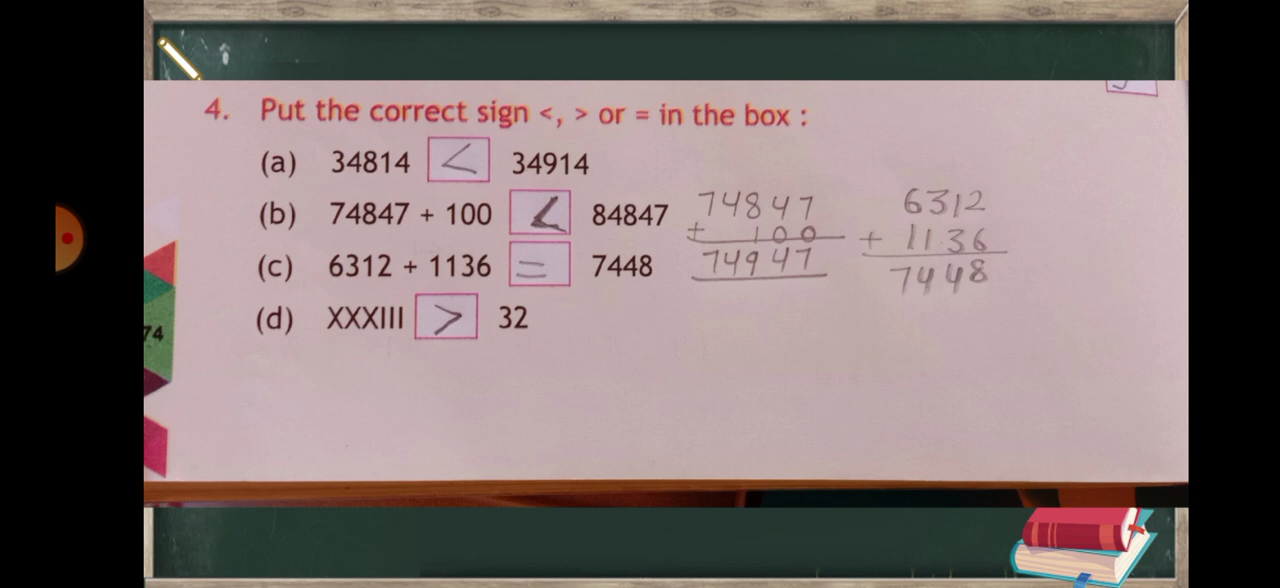 4. Put the correct sign <, > or = in the box :
(a) 34814 < 34914
(b) 74847 + 100 < 84847
(c) 6312 + 1136 = 7448
(d) XXXIII > 32
74847
+ 100
74947
6312
+ 1136
7448
74